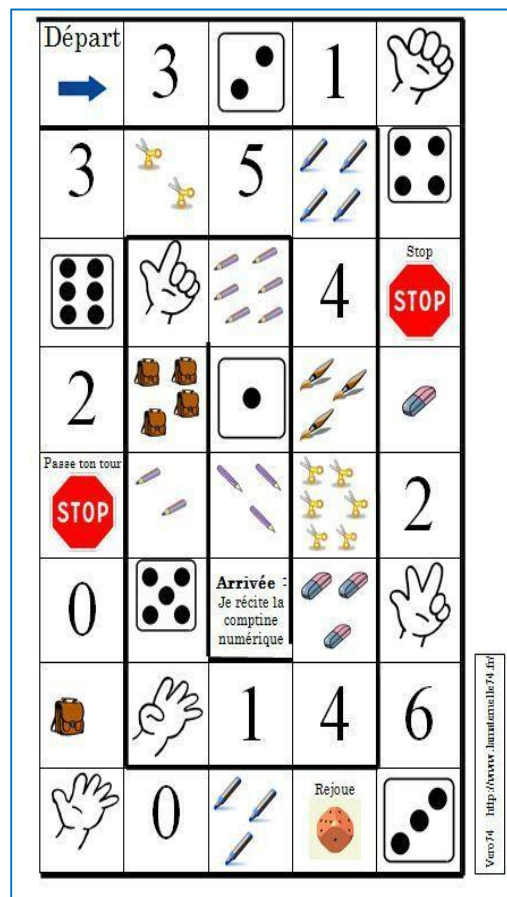 Départ 3 1
3 5
Stop
4 STOP
2
Passe ton tour
STOP 2
0 Arrivée :
Je récite la
comptine
numérique
1 4 6
0 Rejoue
Vero74 http://www.lamaternelle74.fr/